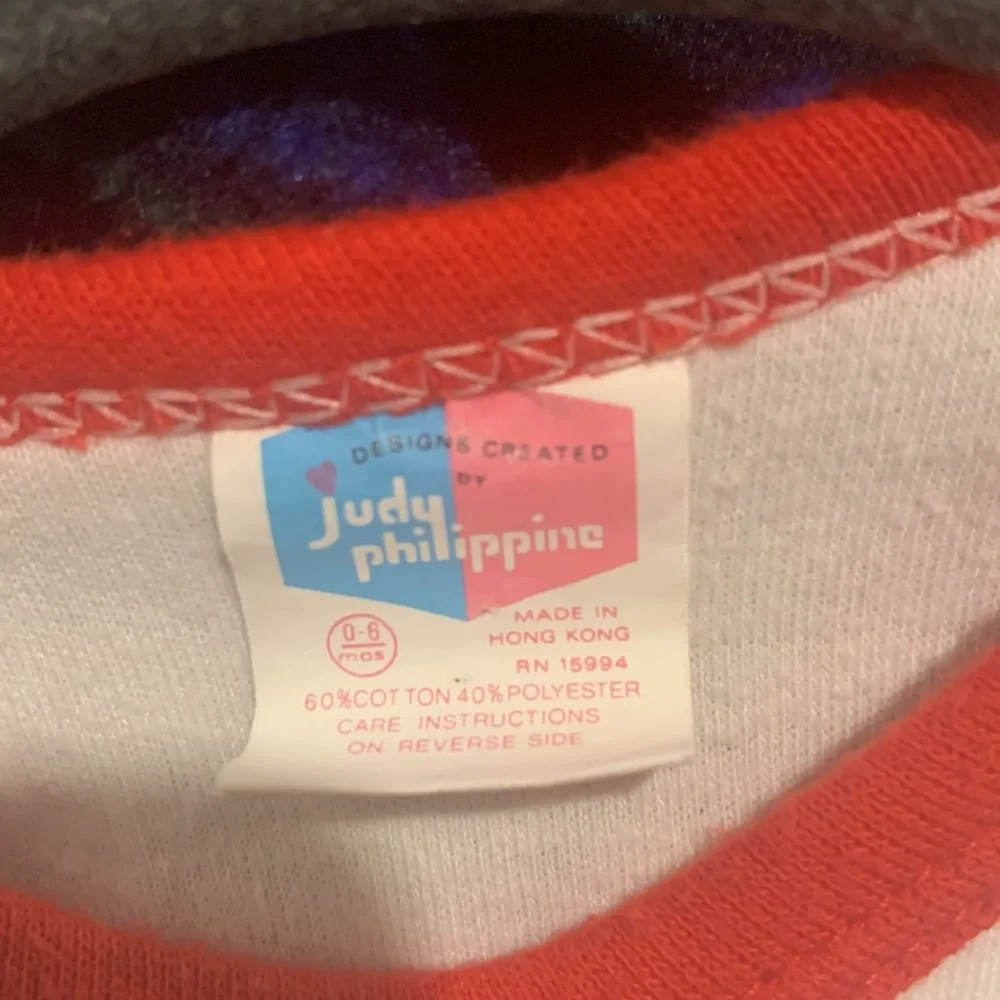 DESIGNS CREATED
BY
judy
philippine
0-6
mos
MADE IN
HONG KONG
RN 15994
60%COTTON 40%POLYESTER
CARE INSTRUCTIONS
ON REVERSE SIDE